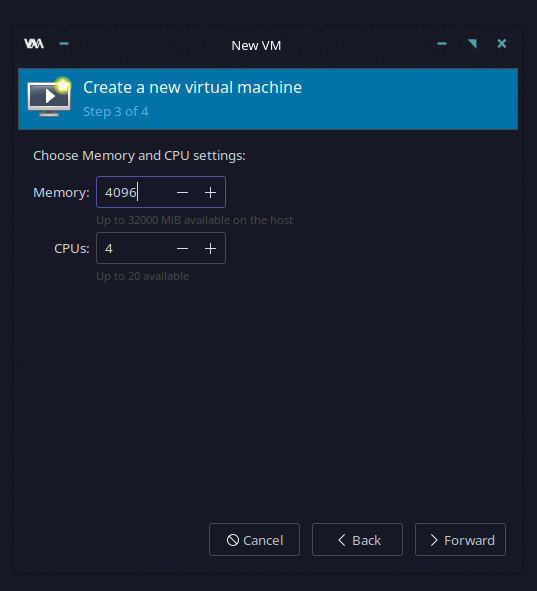 New VM
Create a new virtual machine
Step 3 of 4
Choose Memory and CPU settings:
Memory: 4096
Up to 32000 MiB available on the host
CPUs: 4
Up to 20 available
Cancel Back Forward